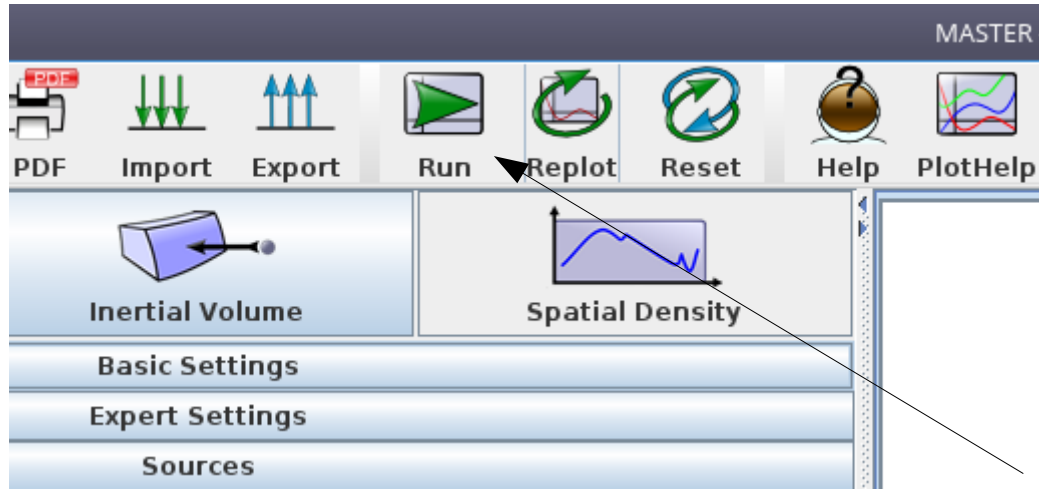 MASTER
PDF
PDF Import Export Run Replot Reset Help PlotHelp
?
Inertial Volume Spatial Density
Basic Settings
Expert Settings
Sources